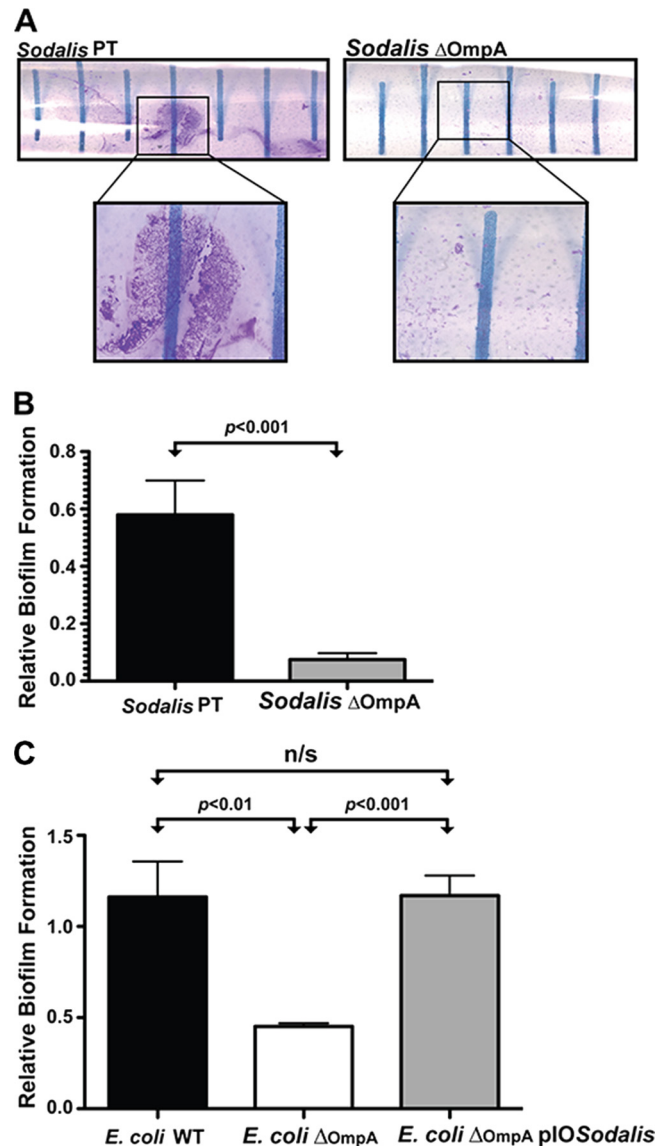 A
Sodalis PT
Sodalis ΔOmpA
B
Relative Biofilm Formation
p<0.001
0.8
0.6
0.4
0.2
0.0
Sodalis PT
Sodalis ΔOmpA
C
Relative Biofilm Formation
n/s
p<0.01
p<0.001
1.5
1.0
0.5
0.0
E. coli WT
E. coli ΔOmpA
E. coli ΔOmpA pIOSodalis